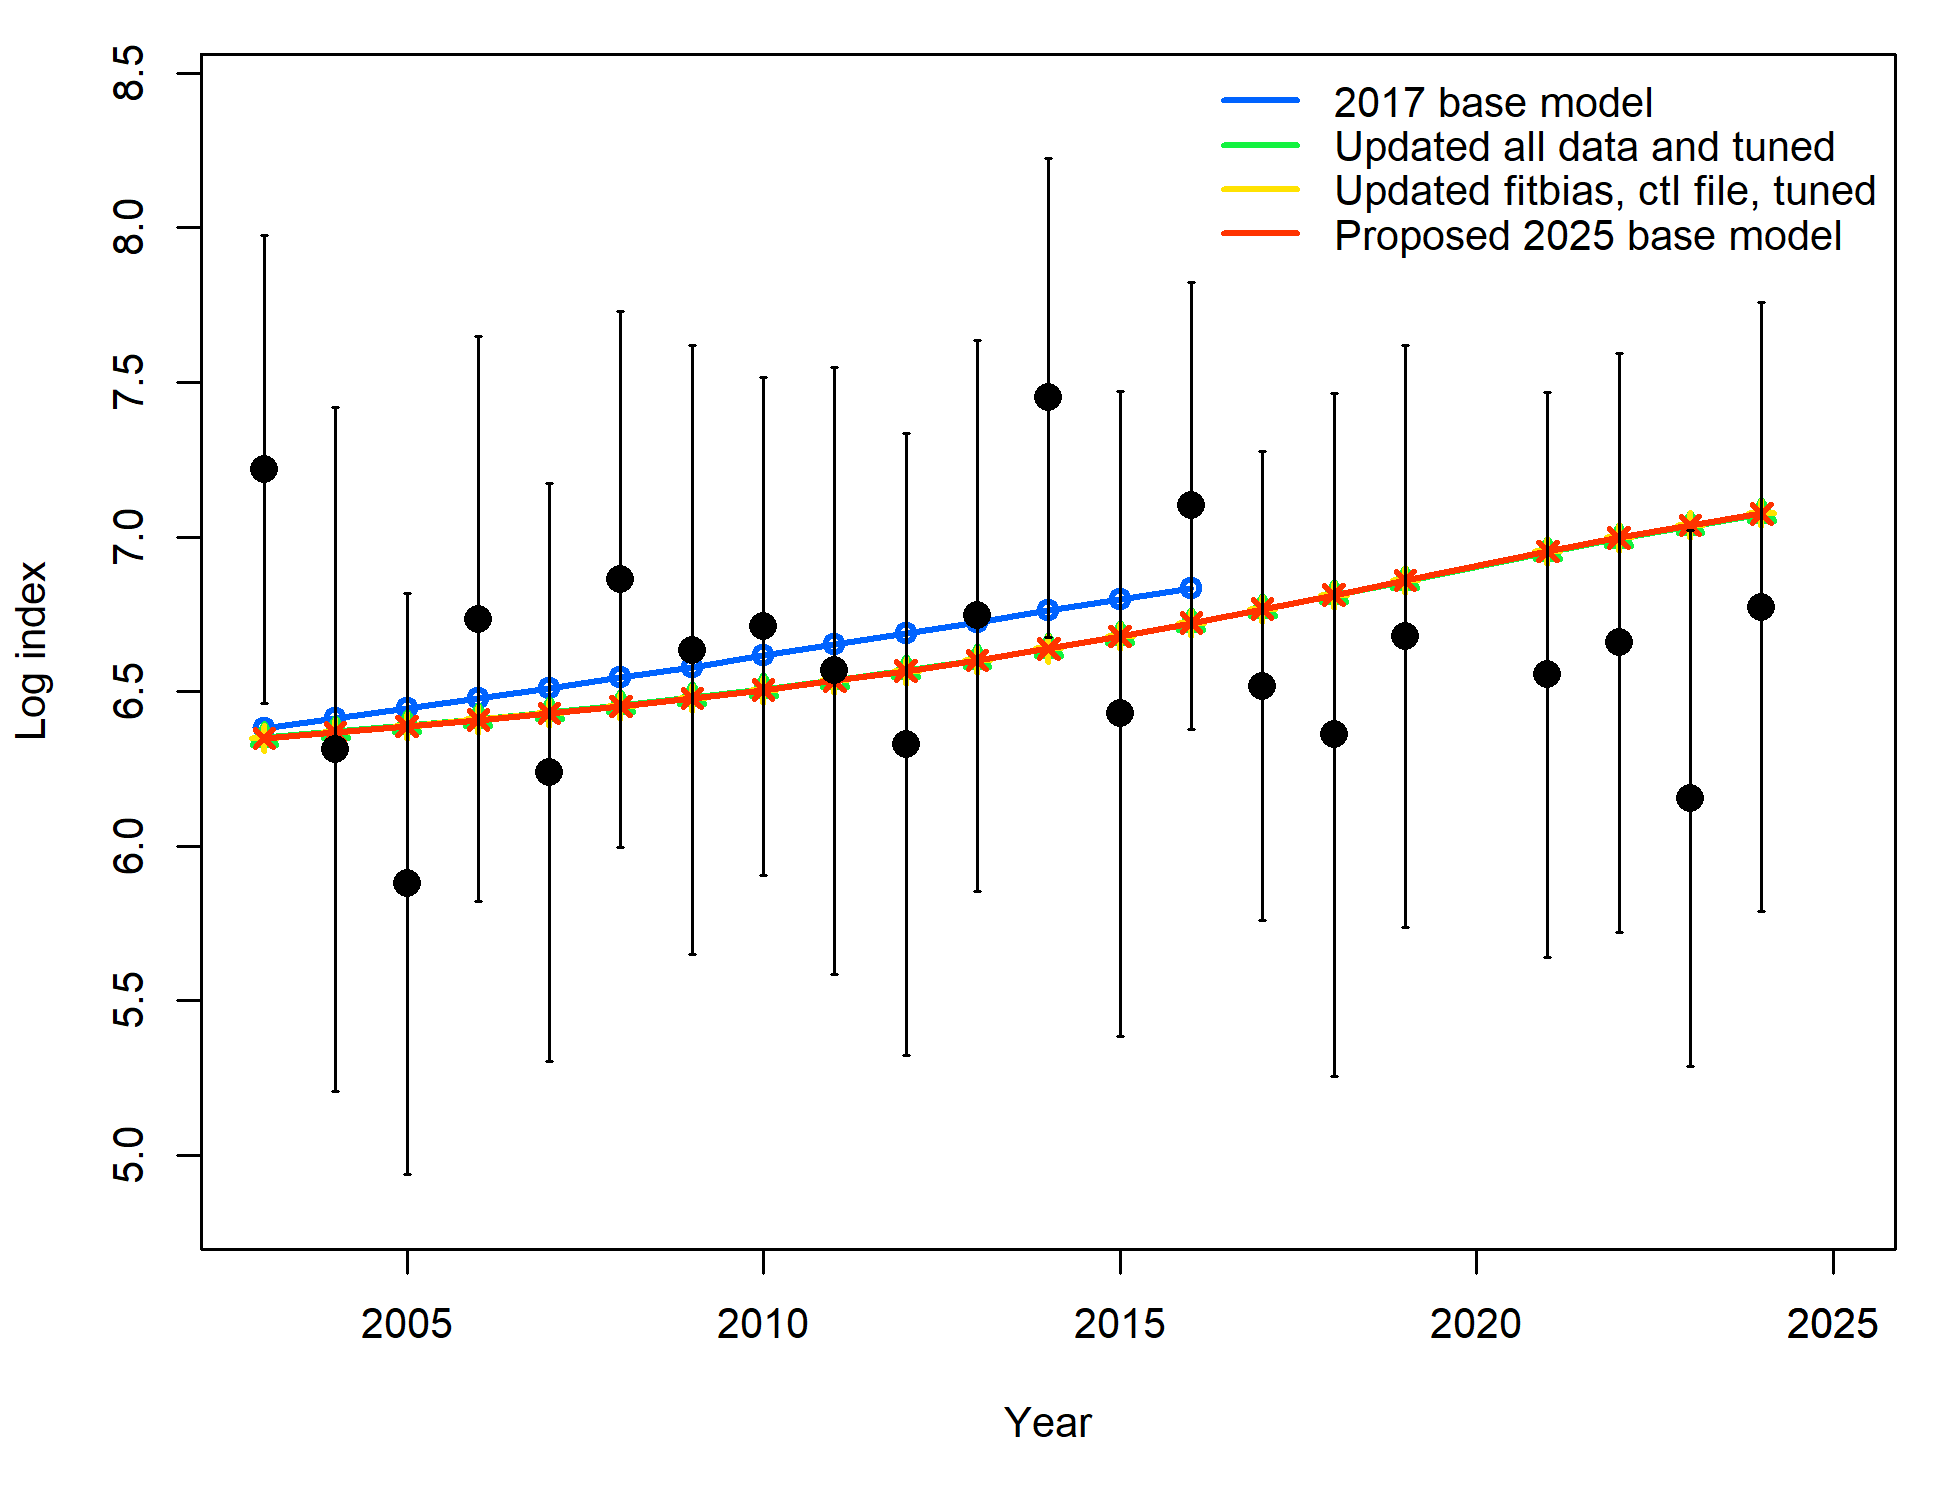 2017 base model
Updated all data and tuned
Updated fitbias, ctl file, tuned
Proposed 2025 base model
8.5
8.0
7.5
7.0
6.5
6.0
5.5
5.0
Log index
2005 2010 2015 2020 2025
Year